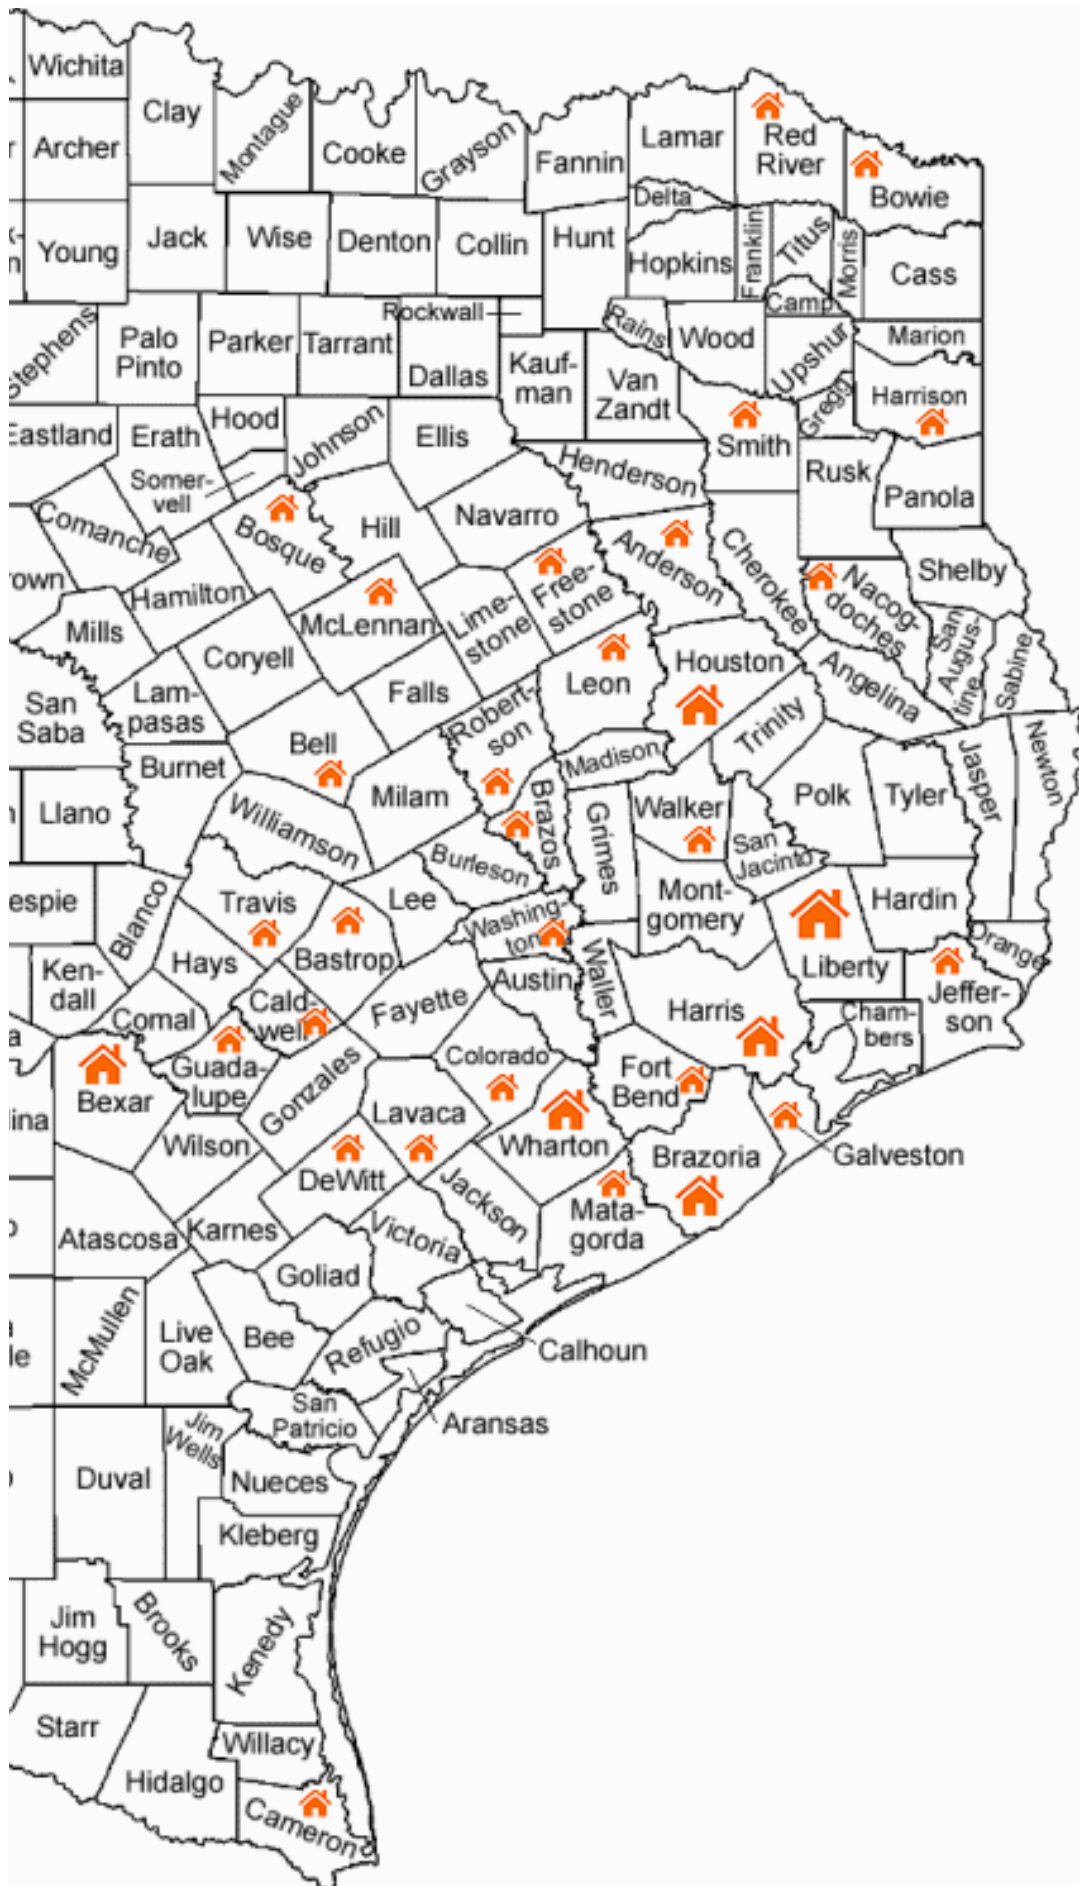 Wichita
Clay
Montague
Cooke
Grayson
Fannin
Lamar
Red
River
Bowie
r
Archer
Delta
k-
n
Young
Jack
Wise
Denton
Collin
Hunt
Hopkins
Franklin
Titus
Morris
Cass
Camp
Stephens
Palo
Pinto
Parker
Tarrant
Rockwall
Dallas
Kauf-
man
Rains
Wood
Van
Zandt
Upshur
Marion
Gregg
Harrison
Eastland
Erath
Hood
Johnson
Ellis
Henderson
Smith
Rusk
Panola
Somer-
vell
Comanche
Bosque
Hill
Navarro
Anderson
Cherokee
Shelby
rown
Hamilton
McLennan
Lime-
stone
Free-
stone
Nacog-
doches
San
Augus-
tine
Sabine
Mills
Coryell
Falls
Leon
Houston
Angelina
San
Saba
Lam-
pasas
Bell
Robert-
son
Madison
Trinity
Burnet
Milam
Brazos
Walker
Polk
Tyler
Jasper
Newton
n
Llano
Williamson
Burleson
Grimes
San
Jacinto
espie
Blanco
Travis
Lee
Washing-
ton
Mont-
gomery
Hardin
Ken-
dall
Hays
Bastrop
Austin
Waller
Liberty
Orange
Comal
Cald-
well
Fayette
Harris
Cham-
bers
Jeffer-
son
a
Bexar
Guada-
lupe
Gonzales
Colorado
Fort
Bend
lina
Wilson
Lavaca
Wharton
Brazoria
Galveston
DeWitt
Jackson
Mata-
gorda
o
Atascosa
Karnes
Victoria
Goliad
a
le
McMullen
Live
Oak
Bee
Refugio
Calhoun
San
Patricio
Aransas
Jim
Wells
Duval
Nueces
Kleberg
Jim
Hogg
Brooks
Kenedy
Starr
Hidalgo
Willacy
Cameron